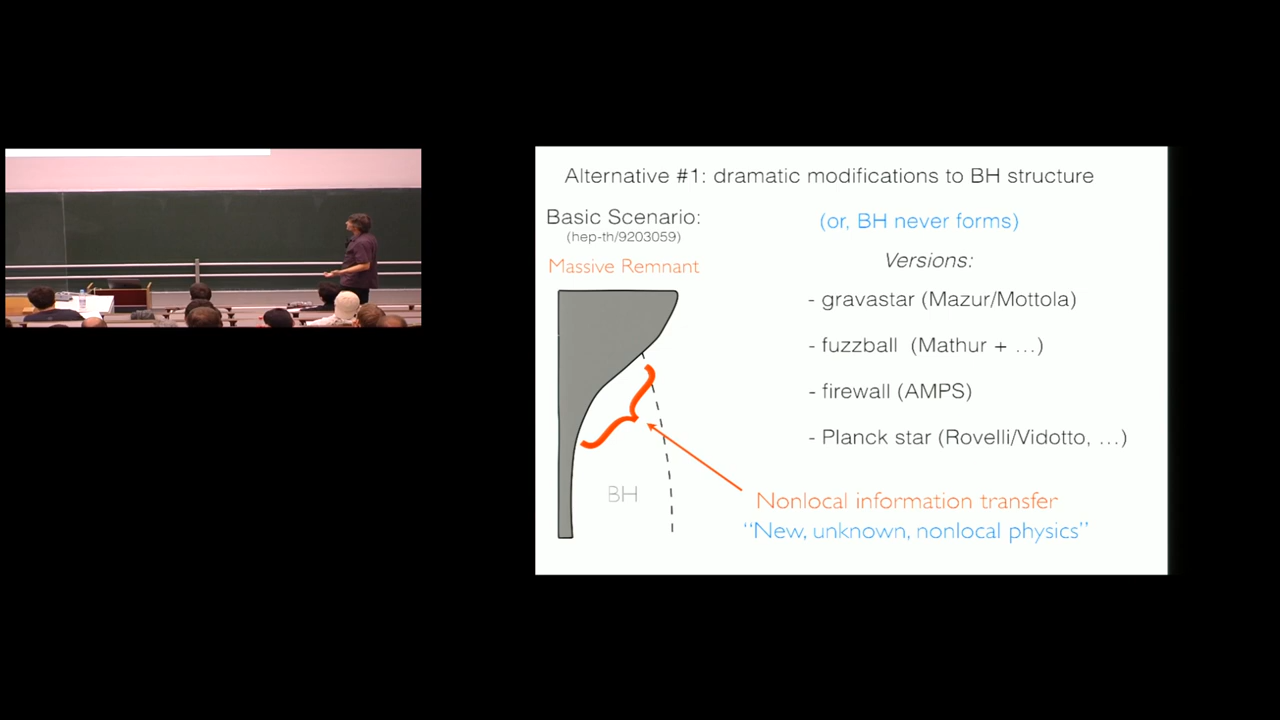 Alternative #1: dramatic modifications to BH structure
Basic Scenario:
(hep-th/9203059)
Massive Remnant
BH
(or, BH never forms)
Versions:
- gravastar (Mazur/Mottola)
- fuzzball (Mathur + …)
- firewall (AMPS)
- Planck star (Rovelli/Vidotto, …)
Nonlocal information transfer
“New, unknown, nonlocal physics”